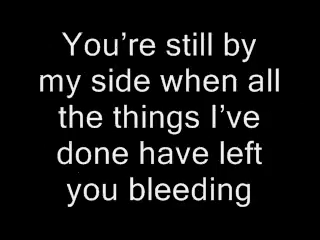 You’re still by
my side when all
the things I’ve
done have left
you bleeding